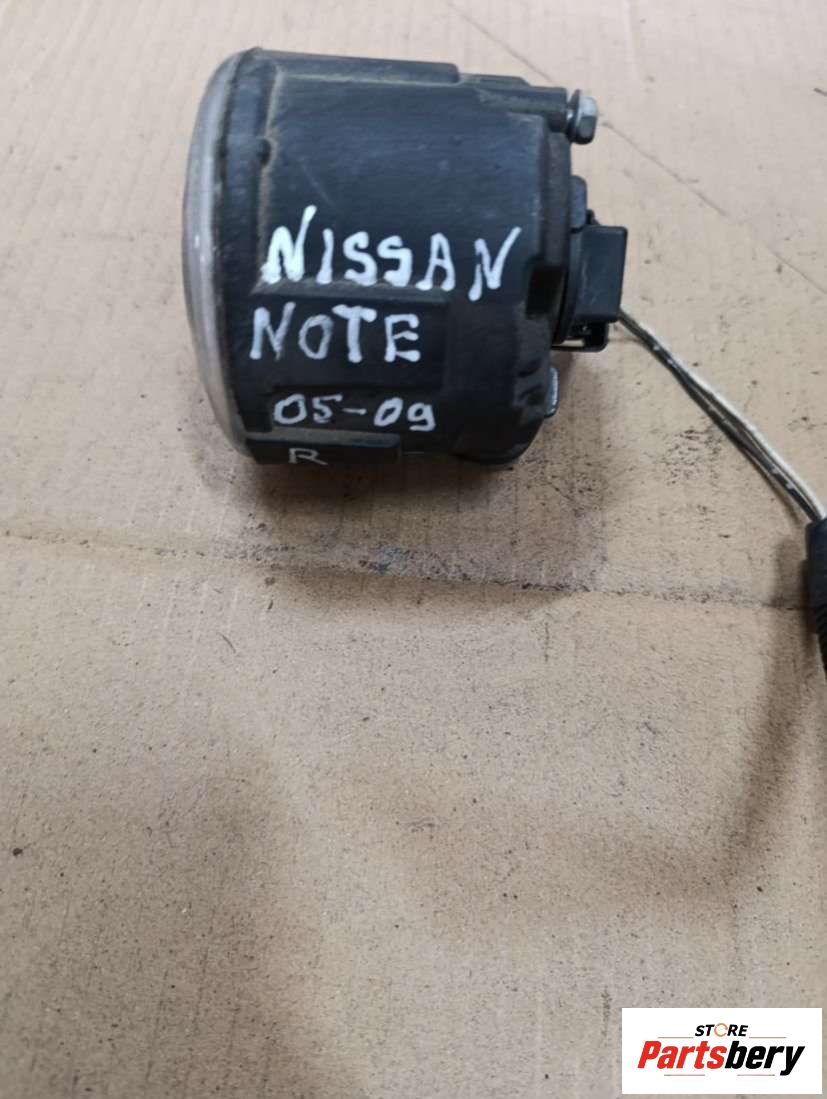 NISSAN
NOTE
05-09
R
STORE
Partsbery